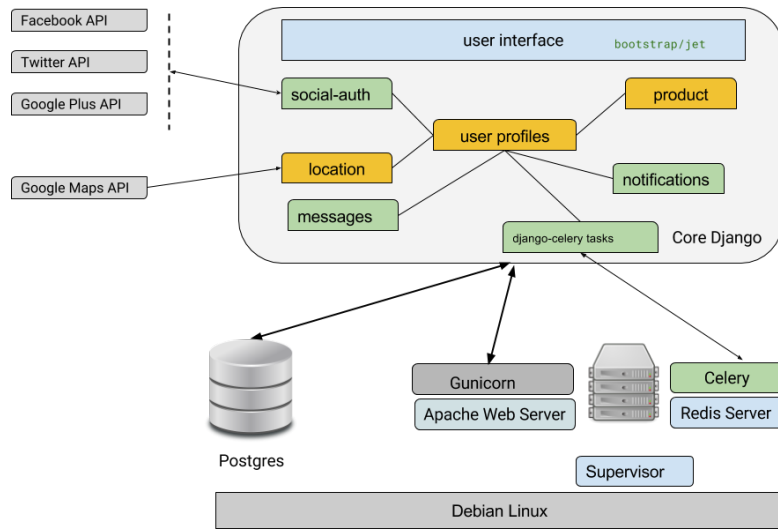 Facebook API
Twitter API
Google Plus API
Google Maps API
user interface bootstrap/jet
social-auth
product
user profiles
location
notifications
messages
django-celery tasks
Core Django
Gunicorn
Apache Web Server
Celery
Redis Server
Postgres
Supervisor
Debian Linux